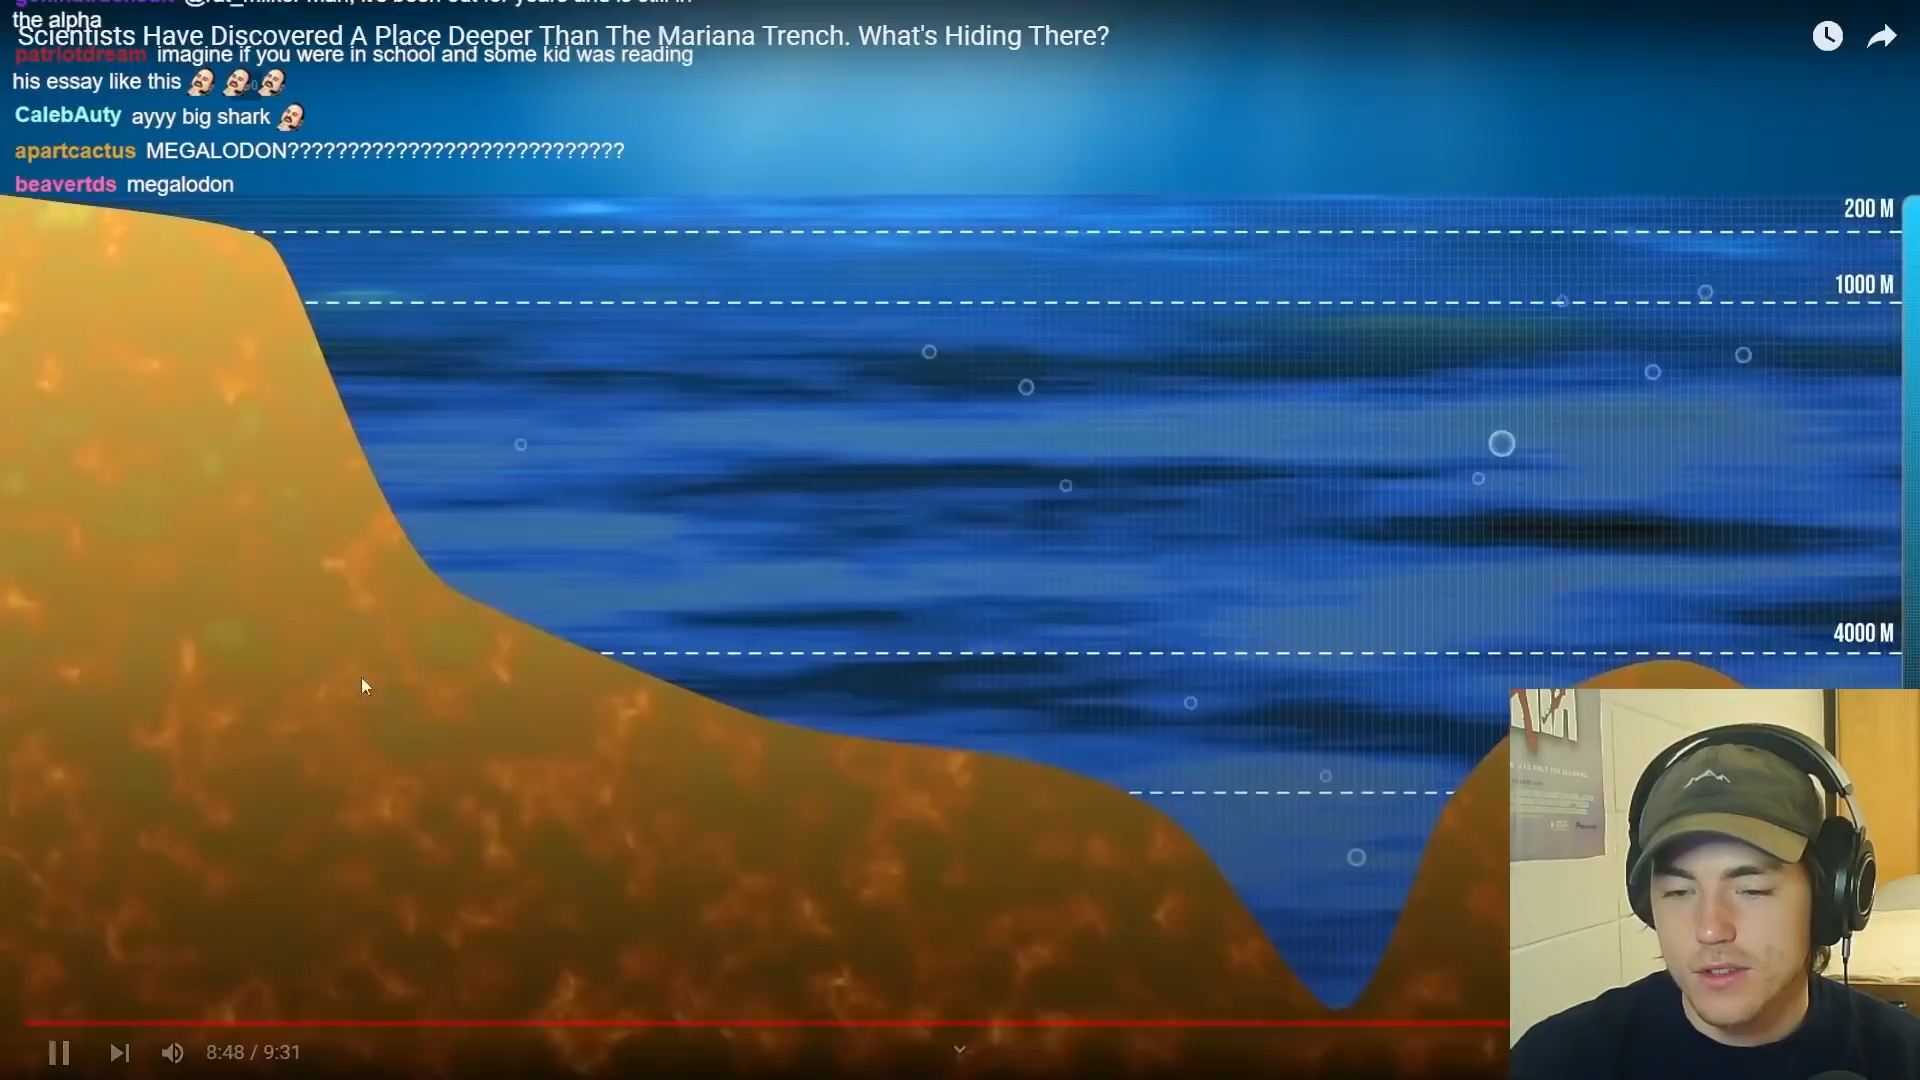 the alpha
Scientists Have Discovered A Place Deeper Than The Mariana Trench. What's Hiding There?
patriotdream imagine if you were in school and some kid was reading
his essay like this
CalebAuty ayyy big shark
apartcactus MEGALODON????????????????????????????
beavertds megalodon
200 M
1000 M
4000 M
8:48 / 9:31